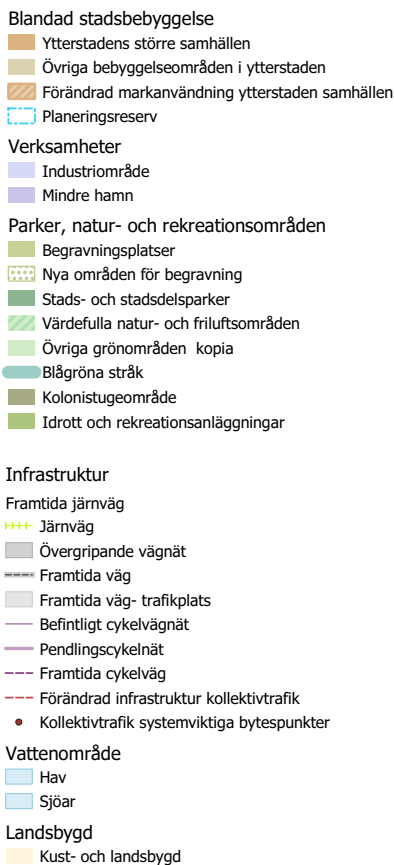 Blandad stadsbebyggelse
Ytterstadens större samhällen
Övriga bebyggelseområden i ytterstaden
Förändrad markanvändning ytterstaden samhällen
Planeringsreserv
Verksamheter
Industriområde
Mindre hamn
Parker, natur- och rekreationsområden
Begravningsplatser
Nya områden för begravning
Stads- och stadsdelsparker
Värdefulla natur- och friluftsområden
Övriga grönområden kopia
Blågröna stråk
Kolonistugeområde
Idrott och rekreationsanläggningar
Infrastruktur
Framtida järnväg
Järnväg
Övergripande vägnät
Framtida väg
Framtida väg- trafikplats
Befintligt cykelvägnät
Pendlingscykelnät
Framtida cykelväg
Förändrad infrastruktur kollektivtrafik
Kollektivtrafik systemviktiga bytespunkter
Vattenområde
Hav
Sjöar
Landsbygd
Kust- och landsbygd